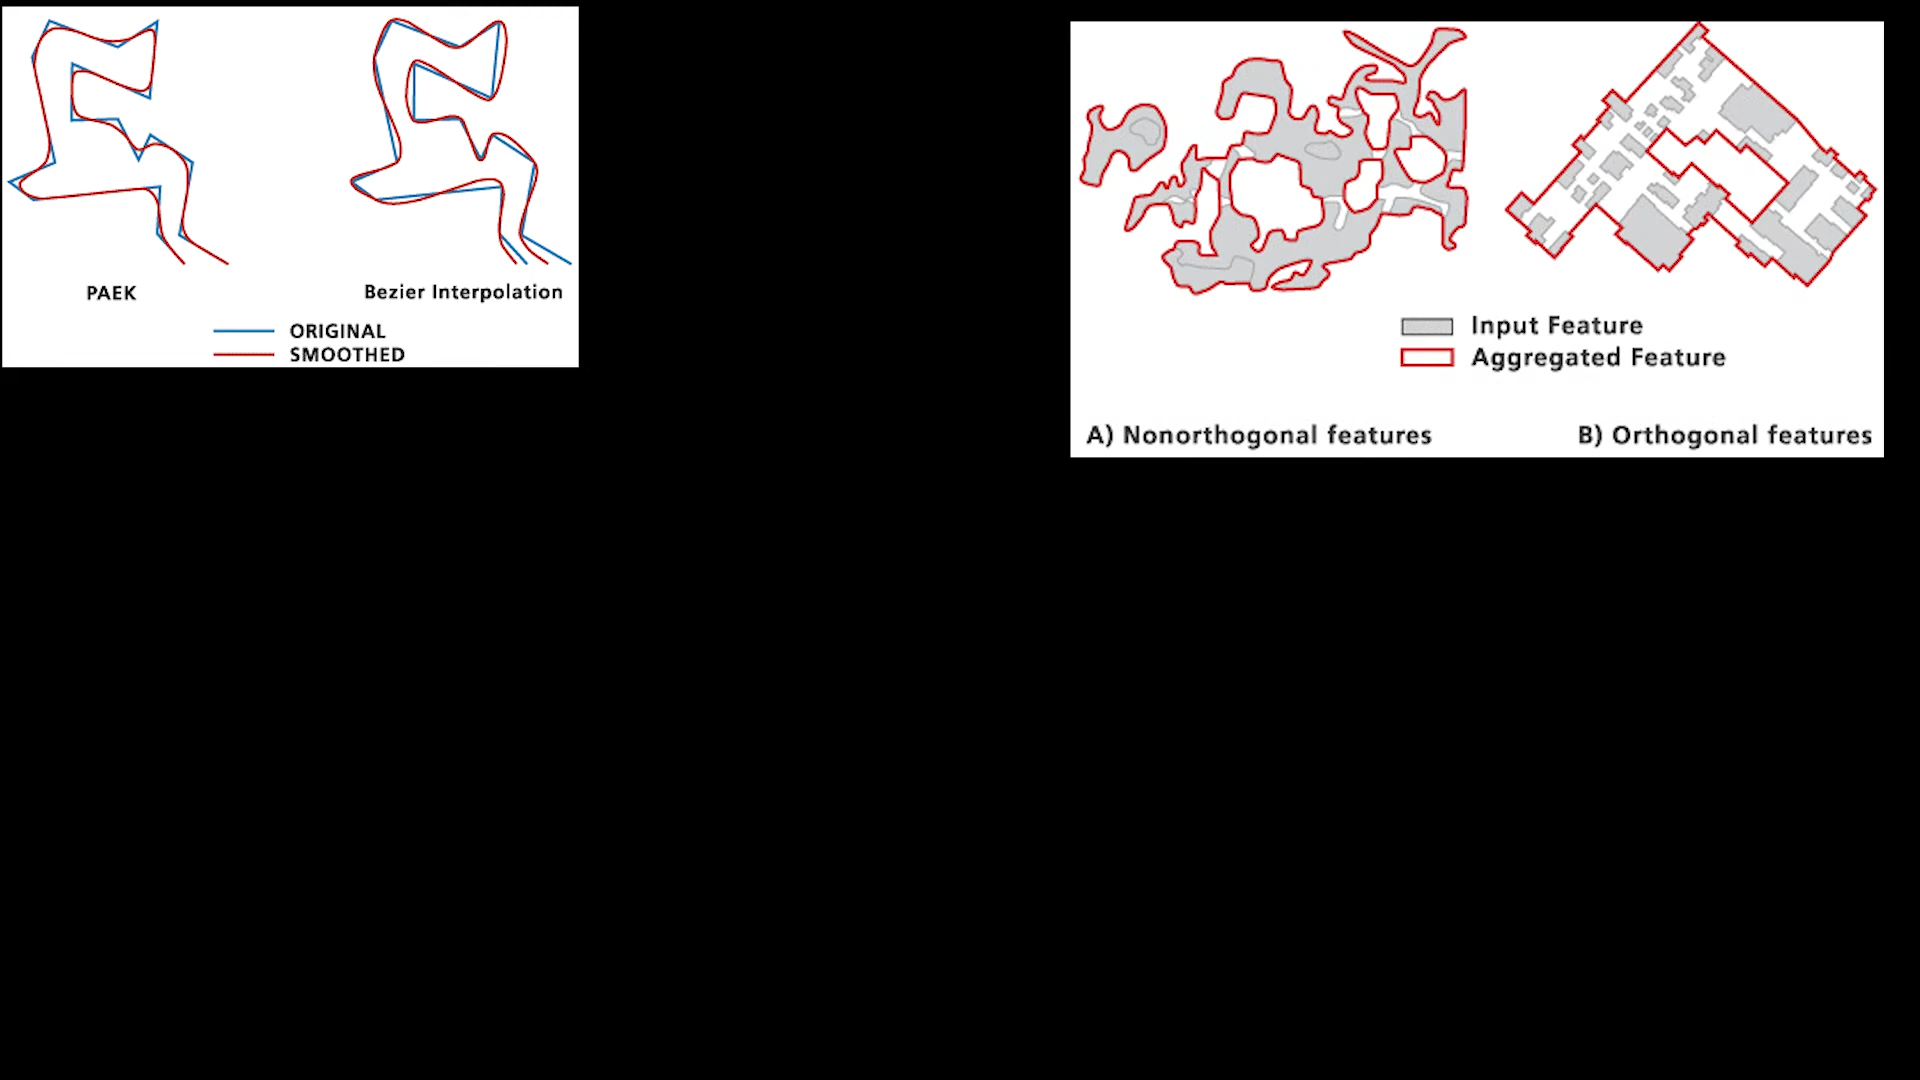 PAEK
Bezier Interpolation
ORIGINAL
SMOOTHED
Input Feature
Aggregated Feature
A) Nonorthogonal features
B) Orthogonal features